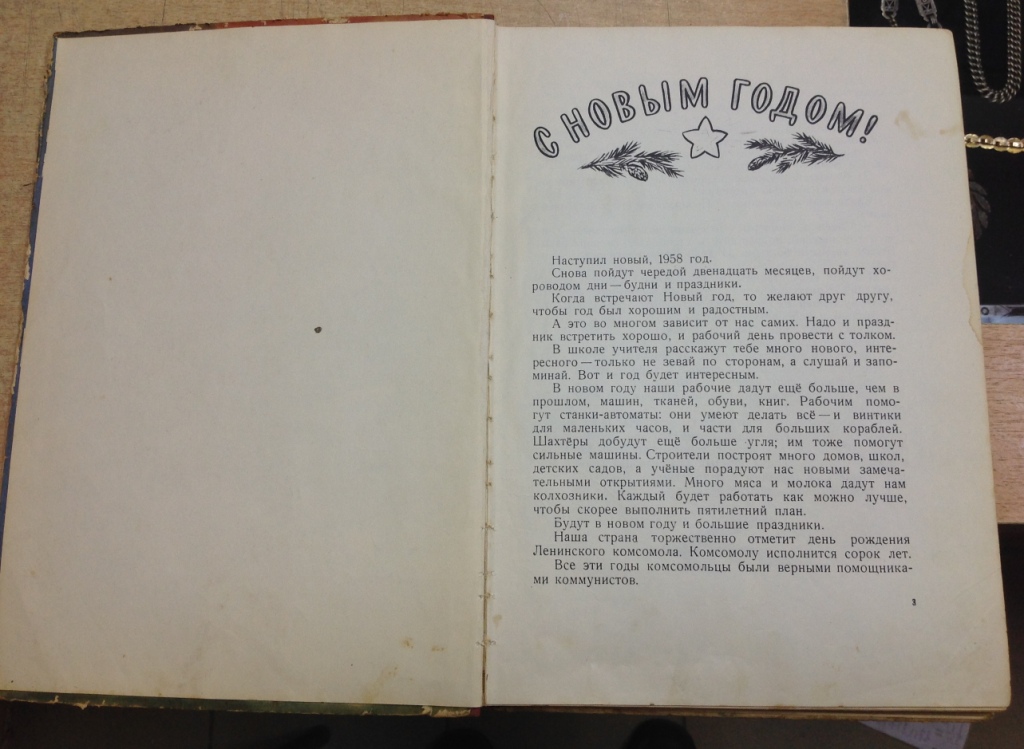 С НОВЫМ ГОДОМ!
Наступил новый, 1958 год.
Снова пойдут чередой двенадцать месяцев, пойдут хо-
роводом дни — будни и праздники.
Когда встречают Новый год, то желают друг другу,
чтобы год был хорошим и радостным.
А это во многом зависит от нас самих. Надо и празд-
ник встретить хорошо, и рабочий день провести с толком.
В школе учителя расскажут тебе много нового, инте-
ресного — только не зевай по сторонам, а слушай и запо-
минай. Вот и год будет интересным.
В новом году наши рабочие дадут ещё больше, чем в
прошлом, машин, тканей, обуви, книг. Рабочим помо-
гут станки-автоматы: они умеют делать всё — и винтики
для маленьких часов, и части для больших кораблей.
Шахтёры добудут ещё больше угля; им тоже помогут
сильные машины. Строители построят много домов, школ,
детских садов, а учёные порадуют нас новыми замеча-
тельными открытиями. Много мяса и молока дадут нам
колхозники. Каждый будет работать как можно лучше,
чтобы скорее выполнить пятилетний план.
Будут в новом году и большие праздники.
Наша страна торжественно отметит день рождения
Ленинского комсомола. Комсомолу исполнится сорок лет.
Все эти годы комсомольцы были верными помощника-
ми коммунистов.
3